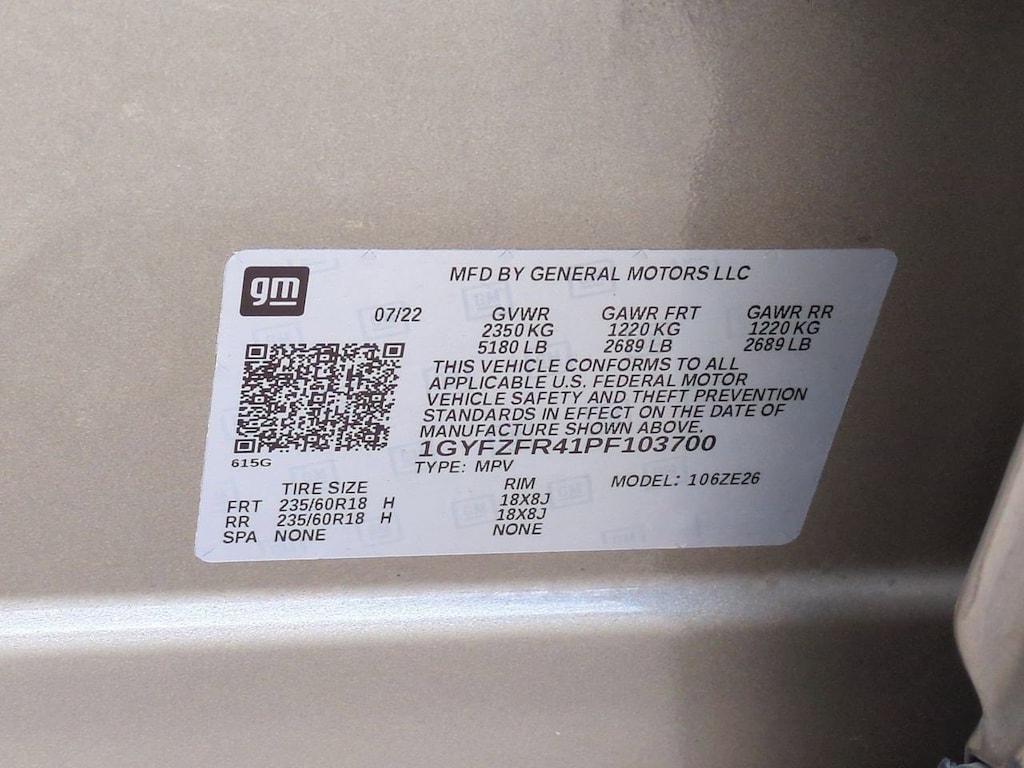 gm
MFD BY GENERAL MOTORS LLC
07/22 GVWR GAWR FRT GAWR RR
2350 KG 1220 KG 1220 KG
5180 LB 2689 LB 2689 LB
THIS VEHICLE CONFORMS TO ALL
APPLICABLE U.S. FEDERAL MOTOR
VEHICLE SAFETY AND THEFT PREVENTION
STANDARDS IN EFFECT ON THE DATE OF
MANUFACTURE SHOWN ABOVE.
1GYFZFR41PF103700
615G
TYPE: MPV MODEL: 106ZE26
TIRE SIZE RIM
FRT 235/60R18 H 18X8J
RR 235/60R18 H 18X8J
SPA NONE NONE